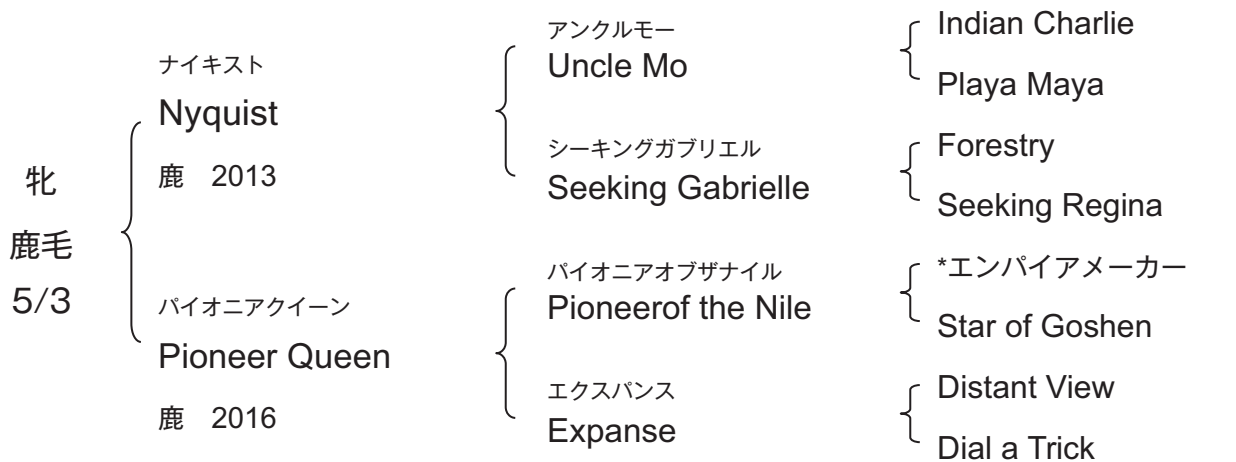 牝
鹿毛
5/3
ナイキスト
Nyquist
鹿 2013
パイオニアクイーン
Pioneer Queen
鹿 2016
アンクルモー
Uncle Mo
シーキングガブリエル
Seeking Gabrielle
パイオニアオブザナイル
Pioneerof the Nile
エクスパンス
Expanse
Indian Charlie
Playa Maya
Forestry
Seeking Regina
*エンパイアメーカー
Star of Goshen
Distant View
Dial a Trick